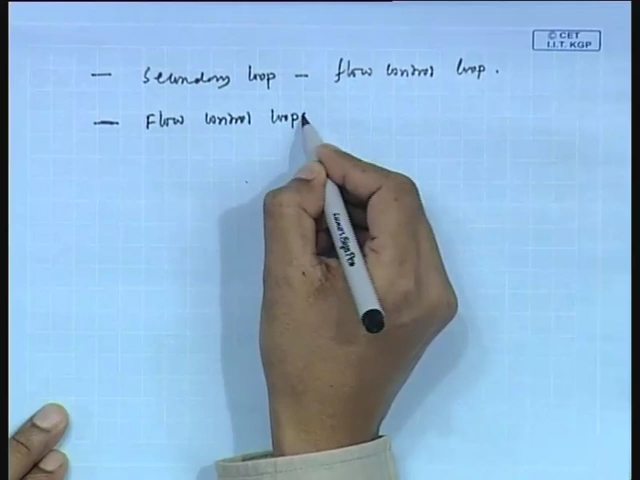 © CET
I.I.T. KGP
— Secondary loop – flow control loop.
— Flow control loop